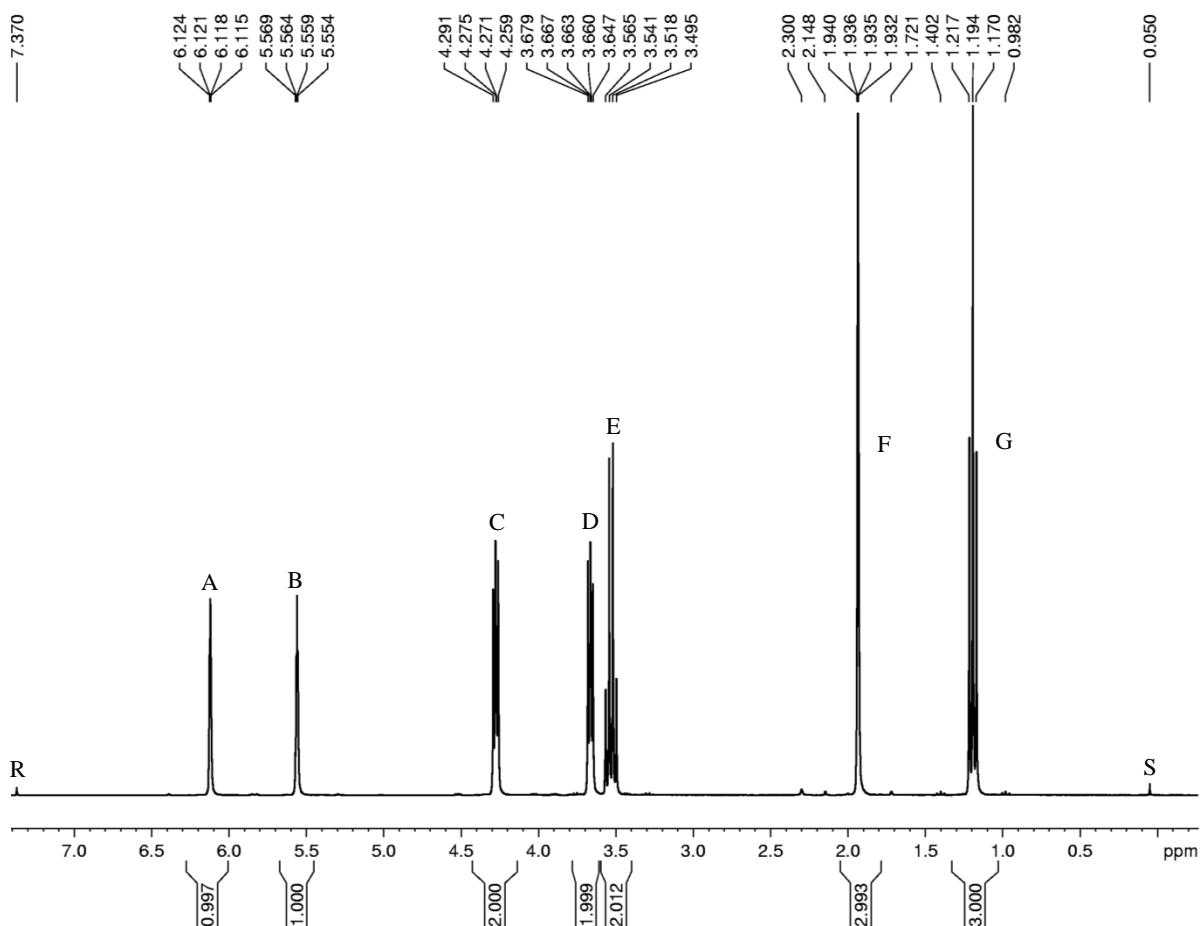 7.370 6.124 6.121 6.118 6.115 5.569 5.564 5.559 5.554 4.291 4.275 4.271 4.259 3.679 3.667 3.663 3.660 3.647 3.565 3.541 3.518 3.495 2.300 2.148 1.940 1.936 1.935 1.932 1.721 1.402 1.217 1.194 1.170 0.982 0.050
E
F G
C D
A B
R S
7.0 6.5 6.0 5.5 5.0 4.5 4.0 3.5 3.0 2.5 2.0 1.5 1.0 0.5 ppm
0.997 1.000 2.000 1.999 2.012 2.993 3.000